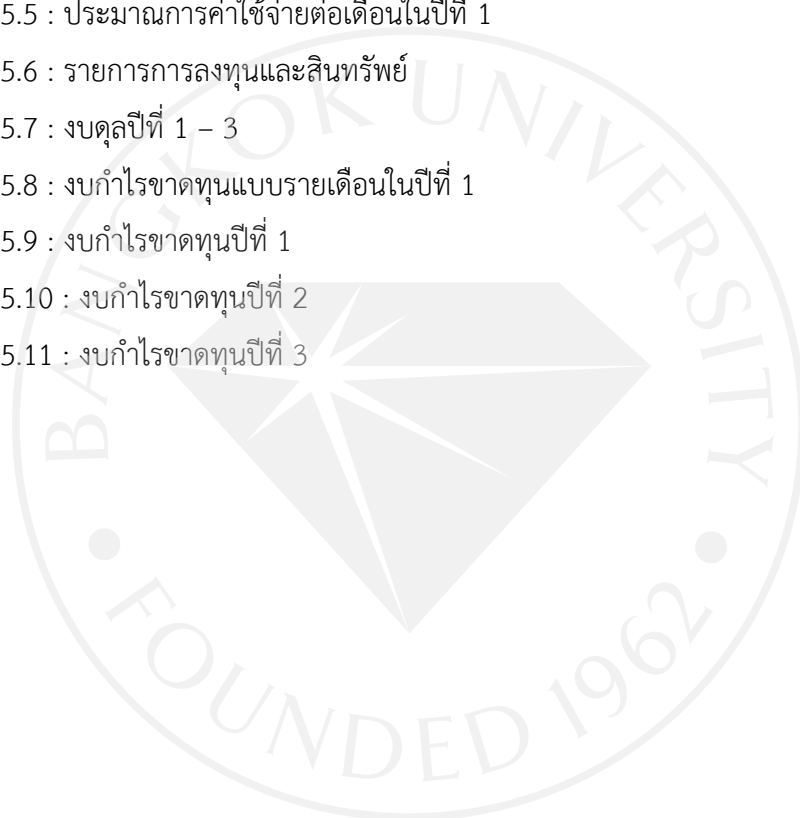 5.5 : ประมาณการค่าใช้จ่ายต่อเดือนในปีที่ 1
5.6 : รายการการลงทุนและสินทรัพย์
5.7 : งบดุลปีที่ 1 – 3
5.8 : งบกำไรขาดทุนแบบรายเดือนในปีที่ 1
5.9 : งบกำไรขาดทุนปีที่ 1
5.10 : งบกำไรขาดทุนปีที่ 2
5.11 : งบกำไรขาดทุนปีที่ 3
BANGKOK UNIVERSITY
FOUNDED 1962